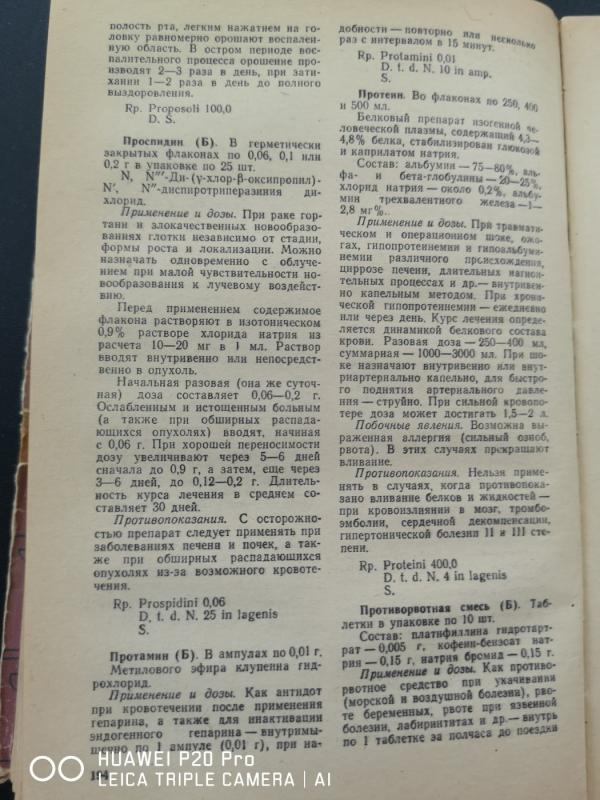 полость рта, легким нажатием на го-
ловку равномерно орошают воспален-
ную область. В остром периоде вос-
палительного процесса орошение про-
изводят 2—3 раза в день, при зати-
хании 1—2 раза в день до полного
выздоровления.
Rp. Proposoli 100,0
D. S.
Проспидин (Б). В герметически
закрытых флаконах по 0,06, 0,1 или
0,2 г в упаковке по 25 шт.
N, N‴-Ди-(γ-хлор-β-оксипропил)-
N′, N″-диспиротрипиперазиния ди-
хлорид.
Применение и дозы. При раке гор-
тани и злокачественных новообразо-
ваниях глотки независимо от стадии,
формы роста и локализации. Можно
назначать одновременно с облуче-
нием при малой чувствительности но-
вообразования к лучевому воздейст-
вию.
Перед применением содержимое
флакона растворяют в изотоническом
0,9% растворе хлорида натрия из
расчета 10—20 мг в 1 мл. Раствор
вводят внутривенно или непосредст-
венно в опухоль.
Начальная разовая (она же суточ-
ная) доза составляет 0,06—0,2 г.
Ослабленным и истощенным больным
(а также при обширных распада-
ющихся опухолях) вводят, начиная
с 0,06 г. При хорошей переносимости
дозу увеличивают через 5—6 дней
сначала до 0,9 г, а затем, еще через
3—6 дней, до 0,12—0,2 г. Длитель-
ность курса лечения в среднем со-
ставляет 30 дней.
Противопоказания. С осторожно-
стью препарат следует применять при
заболеваниях печени и почек, а так-
же при обширных распадающихся
опухолях из-за возможного кровоте-
чения.
Rp. Prospidini 0,06
D. t. d. N. 25 in lagenis
S.
Протамин (Б). В ампулах по 0,01 г.
Метилового эфира клупеина гид-
рохлорид.
Применение и дозы. Как антидот
при кровотечении после применения
гепарина, а также для инактивации
эндогенного гепарина — внутримы-
шечно по 1 ампуле (0,01 г), при на-
194
добности — повторно или несколько
раз с интервалом в 15 минут.
Rp. Protamini 0,01
D. t. d. N. 10 in amp.
S.
Протеин. Во флаконах по 250, 400
и 500 мл.
Белковый препарат изогенной че-
ловеческой плазмы, содержащий 4,3—
4,8% белка, стабилизирован глюкозой
и каприлатом натрия.
Состав: альбумин — 75—80%, аль-
фа- и бета-глобулины — 20—25%,
хлорид натрия — около 0,2%, альбу-
мин трехвалентного железа — 1—
2,8 мг%.
Применение и дозы. При травмати-
ческом и операционном шоке, ожо-
гах, гипопротеинемии и гипоальбуми-
немии различного происхождения,
циррозе печени, длительных нагнои-
тельных процессах и др. — внутривен-
но капельным методом. При хрони-
ческой гипопротеинемии — ежедневно
или через день. Курс лечения опреде-
ляется динамикой белкового состава
крови. Разовая доза — 250—400 мл,
суммарная — 1000—3000 мл. При шо-
ке назначают внутривенно или внут-
риартериально капельно, для быстро-
го поднятия артериального давле-
ния — струйно. При сильной кровопо-
тере доза может достигать 1,5—2 л.
Побочные явления. Возможна вы-
раженная аллергия (сильный озноб,
рвота). В этих случаях прекращают
вливание.
Противопоказания. Нельзя приме-
нять в случаях, когда противопока-
зано вливание белков и жидкостей —
при кровоизлиянии в мозг, тромбо-
эмболии, сердечной декомпенсации,
гипертонической болезни II и III сте-
пени.
Rp. Proteini 400.0
D. t. d. N. 4 in lagenis
S.
Противорвотная смесь (Б). Таб-
летки в упаковке по 10 шт.
Состав: платифиллина гидротарт-
рат — 0,005 г, кофеин-бензоат нат-
рия — 0,15 г, натрия бромид — 0,15 г.
Применение и дозы. Как противо-
рвотное средство при укачивании
(морской и воздушной болезни), рво-
те беременных, рвоте при язвенной
болезни, лабиринтитах и др. — внутрь
по 1 таблетке за полчаса до поездки
HUAWEI P20 Pro
LEICA TRIPLE CAMERA | AI